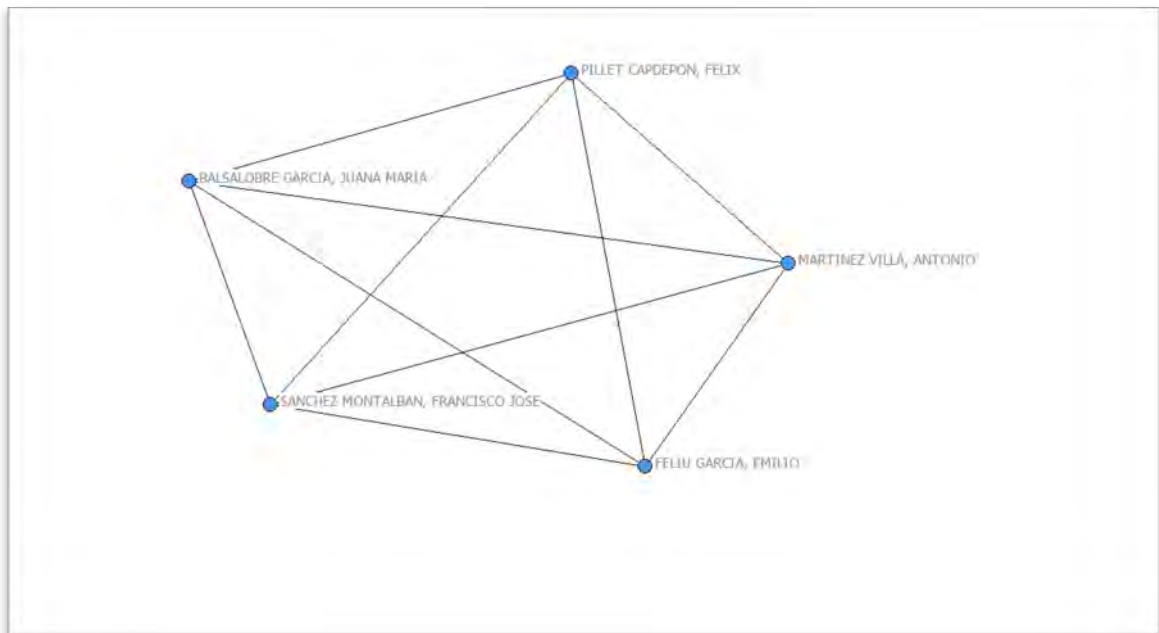 PILLET CAPDEPON, FELIX
BALSALOBRE GARCIA, JUANA MARIA
MARTINEZ VILLA, ANTONIO
SANCHEZ MONTALBAN, FRANCISCO JOSE
FELIU GARCIA, EMILIO